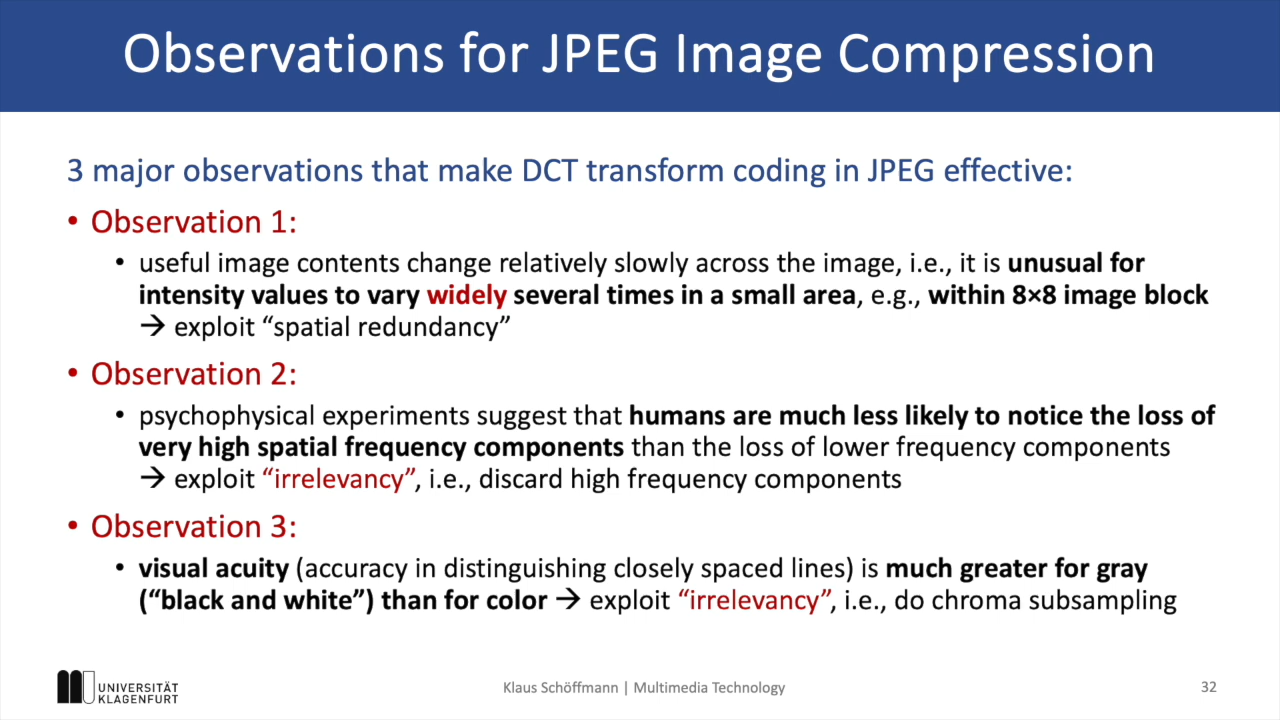 Observations for JPEG Image Compression
3 major observations that make DCT transform coding in JPEG effective:
• Observation 1:
• useful image contents change relatively slowly across the image, i.e., it is unusual for
intensity values to vary widely several times in a small area, e.g., within 8×8 image block
→ exploit “spatial redundancy”
• Observation 2:
• psychophysical experiments suggest that humans are much less likely to notice the loss of
very high spatial frequency components than the loss of lower frequency components
→ exploit “irrelevancy”, i.e., discard high frequency components
• Observation 3:
• visual acuity (accuracy in distinguishing closely spaced lines) is much greater for gray
(“black and white”) than for color → exploit “irrelevancy”, i.e., do chroma subsampling
UNIVERSITÄT
KLAGENFURT
Klaus Schöffmann | Multimedia Technology
32